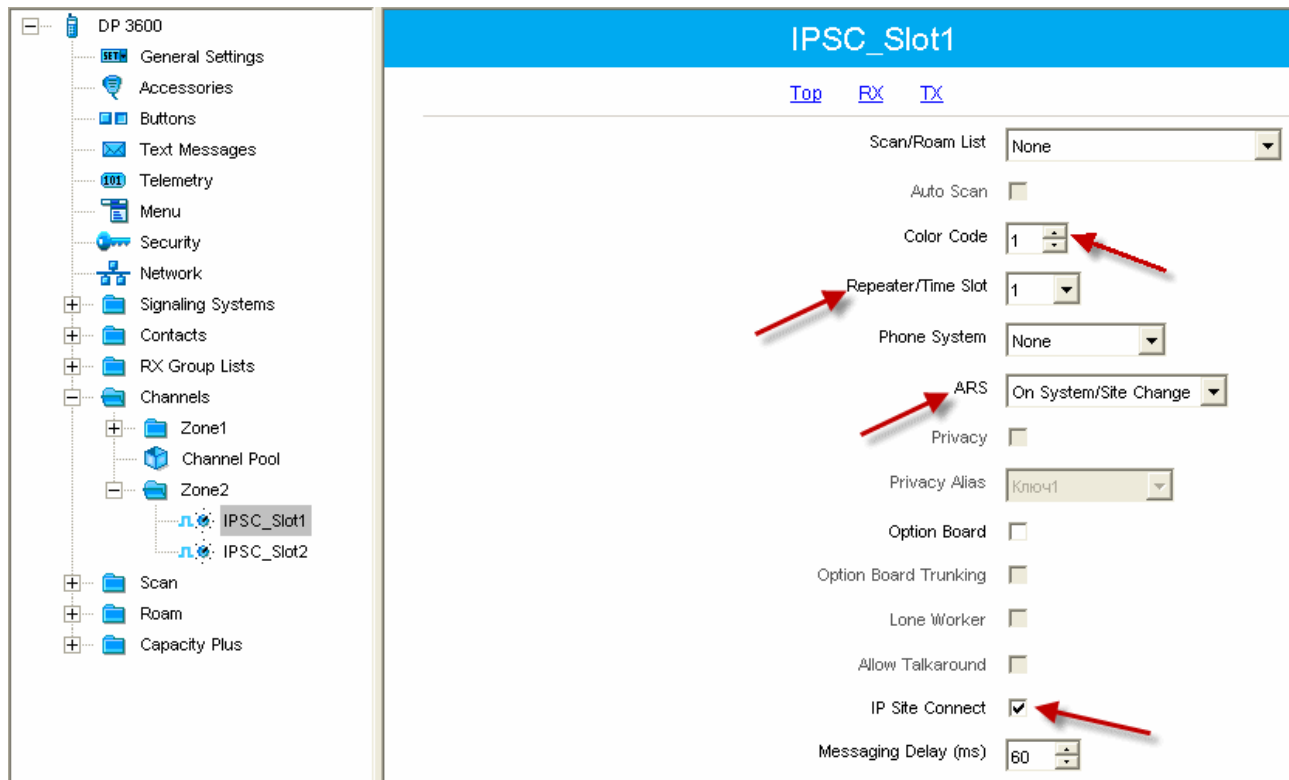 DP 3600
SET
General Settings
Accessories
Buttons
Text Messages
101
Telemetry
Menu
Security
Network
Signaling Systems
Contacts
RX Group Lists
Channels
Zone1
Channel Pool
Zone2
IPSC_Slot1
IPSC_Slot2
Scan
Roam
Capacity Plus
IPSC_Slot1
Top RX TX
Scan/Roam List None
Auto Scan
Color Code 1
Repeater/Time Slot 1
Phone System None
ARS On System/Site Change
Privacy
Privacy Alias Ключ1
Option Board
Option Board Trunking
Lone Worker
Allow Talkaround
IP Site Connect
Messaging Delay (ms) 60